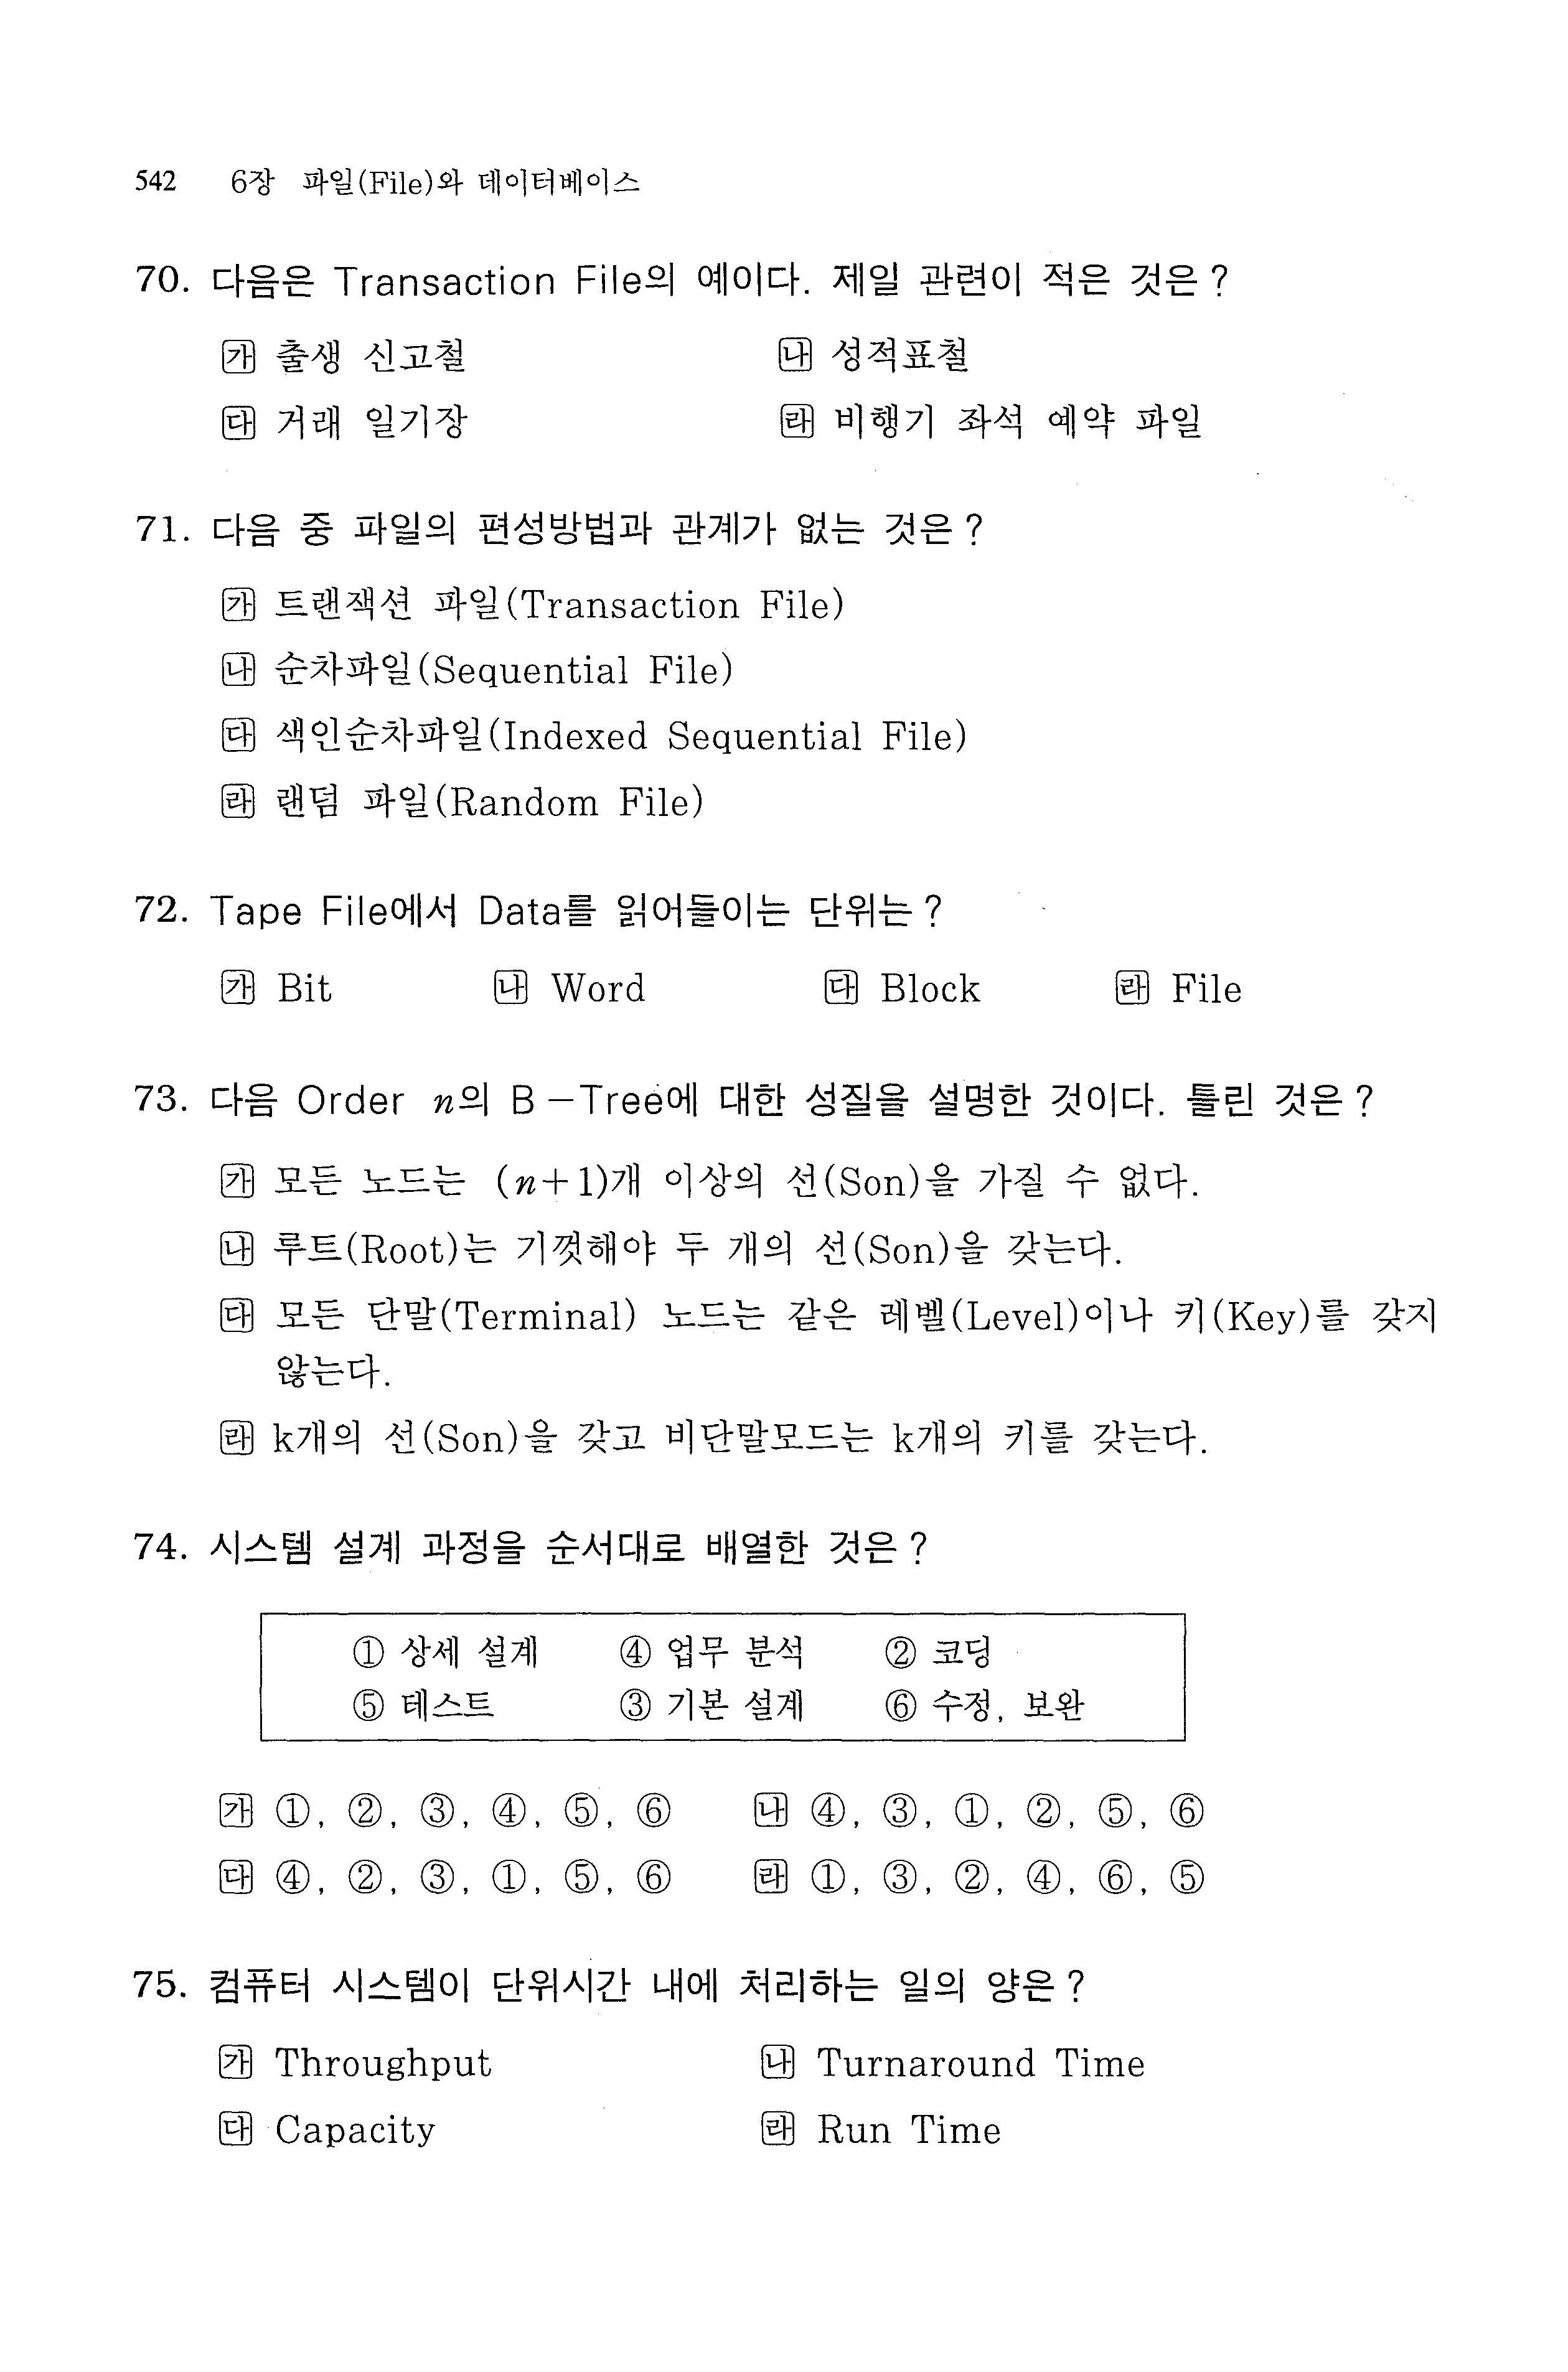 542 6장 파일(File)와 데이터베이스
70. 다음은 Transaction File의 예이다. 제일 관련이 적은 것은?
㉮ 출생 신고철 ㉯ 성적표철
㉰ 거래 일기장 ㉱ 비행기 좌석 예약 파일
71. 다음 중 파일의 편성방법과 관계가 없는 것은?
㉮ 트랜잭션 파일(Transaction File)
㉯ 순차파일(Sequential File)
㉰ 색인순차파일(Indexed Sequential File)
㉱ 랜덤 파일(Random File)
72. Tape File에서 Data를 읽어들이는 단위는?
㉮ Bit ㉯ Word ㉰ Block ㉱ File
73. 다음 Order n의 B-Tree에 대한 성질을 설명한 것이다. 틀린 것은?
㉮ 모든 노드는 (n+1)개 이상의 선(Son)을 가질 수 없다.
㉯ 루트(Root)는 기껏해야 두 개의 선(Son)을 갖는다.
㉰ 모든 단말(Terminal) 노드는 같은 레벨(Level)이나 키(Key)를 갖지
않는다.
㉱ k개의 선(Son)을 갖고 비단말모드는 k개의 키를 갖는다.
74. 시스템 설계 과정을 순서대로 배열한 것은?
① 상세 설계 ④ 업무 분석 ② 코딩
⑤ 테스트 ③ 기본 설계 ⑥ 수정, 보완
㉮ ①, ②, ③, ④, ⑤, ⑥ ㉯ ④, ③, ①, ②, ⑤, ⑥
㉰ ④, ②, ③, ①, ⑤, ⑥ ㉱ ①, ③, ②, ④, ⑥, ⑤
75. 컴퓨터 시스템이 단위시간 내에 처리하는 일의 양은?
㉮ Throughput ㉯ Turnaround Time
㉰ Capacity ㉱ Run Time